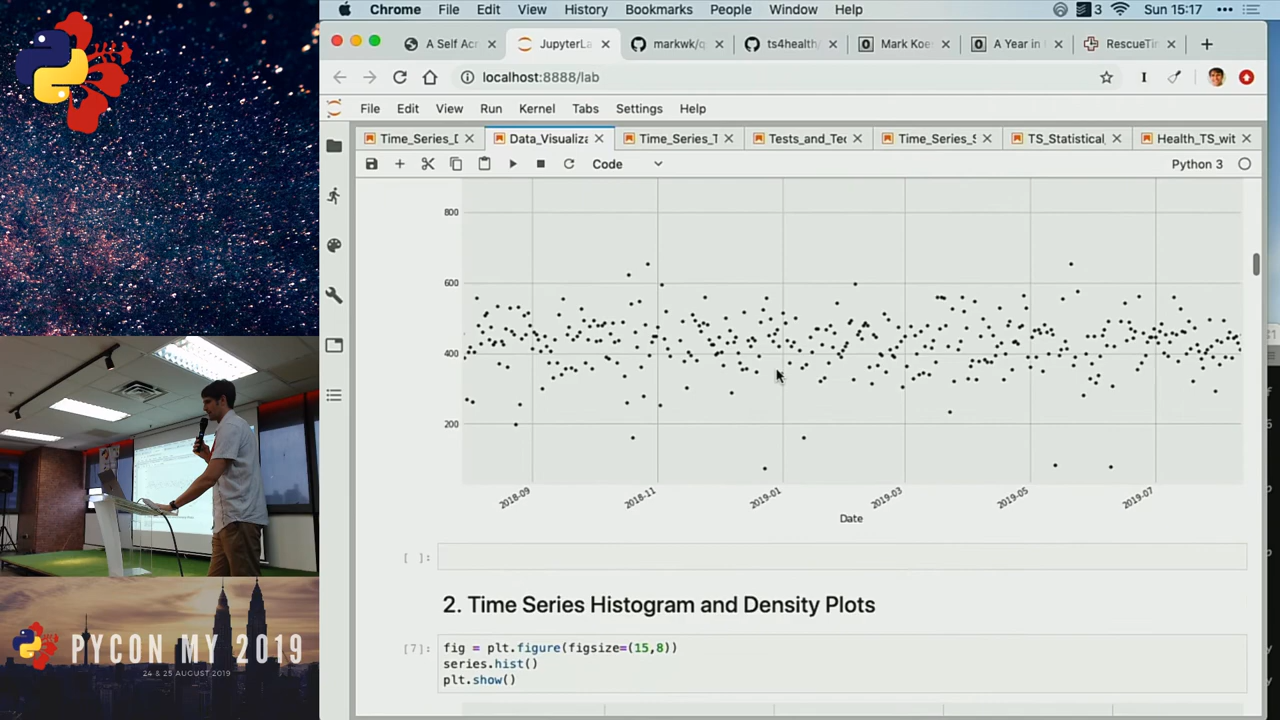 Chrome File Edit View History Bookmarks People Window Help
3 Sun 15:17
A Self Acr
JupyterLa
markwk/q
ts4health/
Mark Koe
A Year in
RescueTir
localhost:8888/lab
File Edit View Run Kernel Tabs Settings Help
Time_Series_D
Data_Visualiza
Time_Series_T
Tests_and_Tec
Time_Series_S
TS_Statistical_
Health_TS_wit
Code
Python 3
800
600
400
200
2018-09
2018-11
2019-01
2019-03
2019-05
2019-07
Date
[ ]:
2. Time Series Histogram and Density Plots
[7]:
fig = plt.figure(figsize=(15,8))
series.hist()
plt.show()
PYCON MY 2019
24 & 25 AUGUST 2019